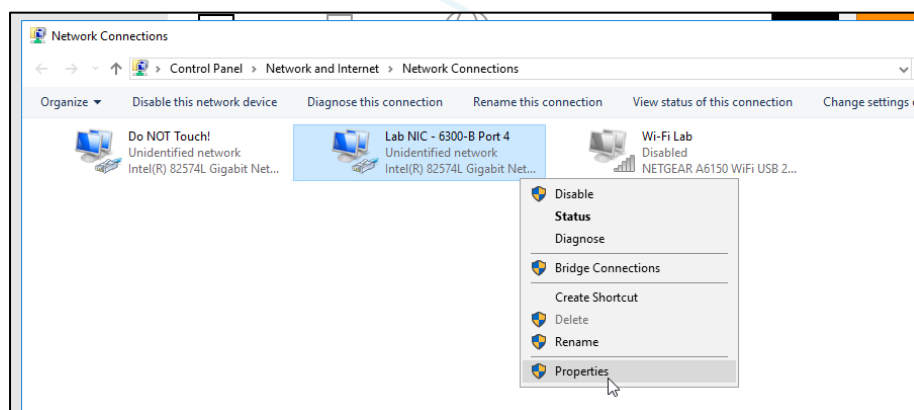 Network Connections
Control Panel > Network and Internet > Network Connections
Organize Disable this network device Diagnose this connection Rename this connection View status of this connection Change settings
Do NOT Touch!
Unidentified network
Intel(R) 82574L Gigabit Net...
Lab NIC - 6300-B Port 4
Unidentified network
Intel(R) 82574L Gigabit Net...
Wi-Fi Lab
Disabled
NETGEAR A6150 WiFi USB 2...
Disable
Status
Diagnose
Bridge Connections
Create Shortcut
Delete
Rename
Properties